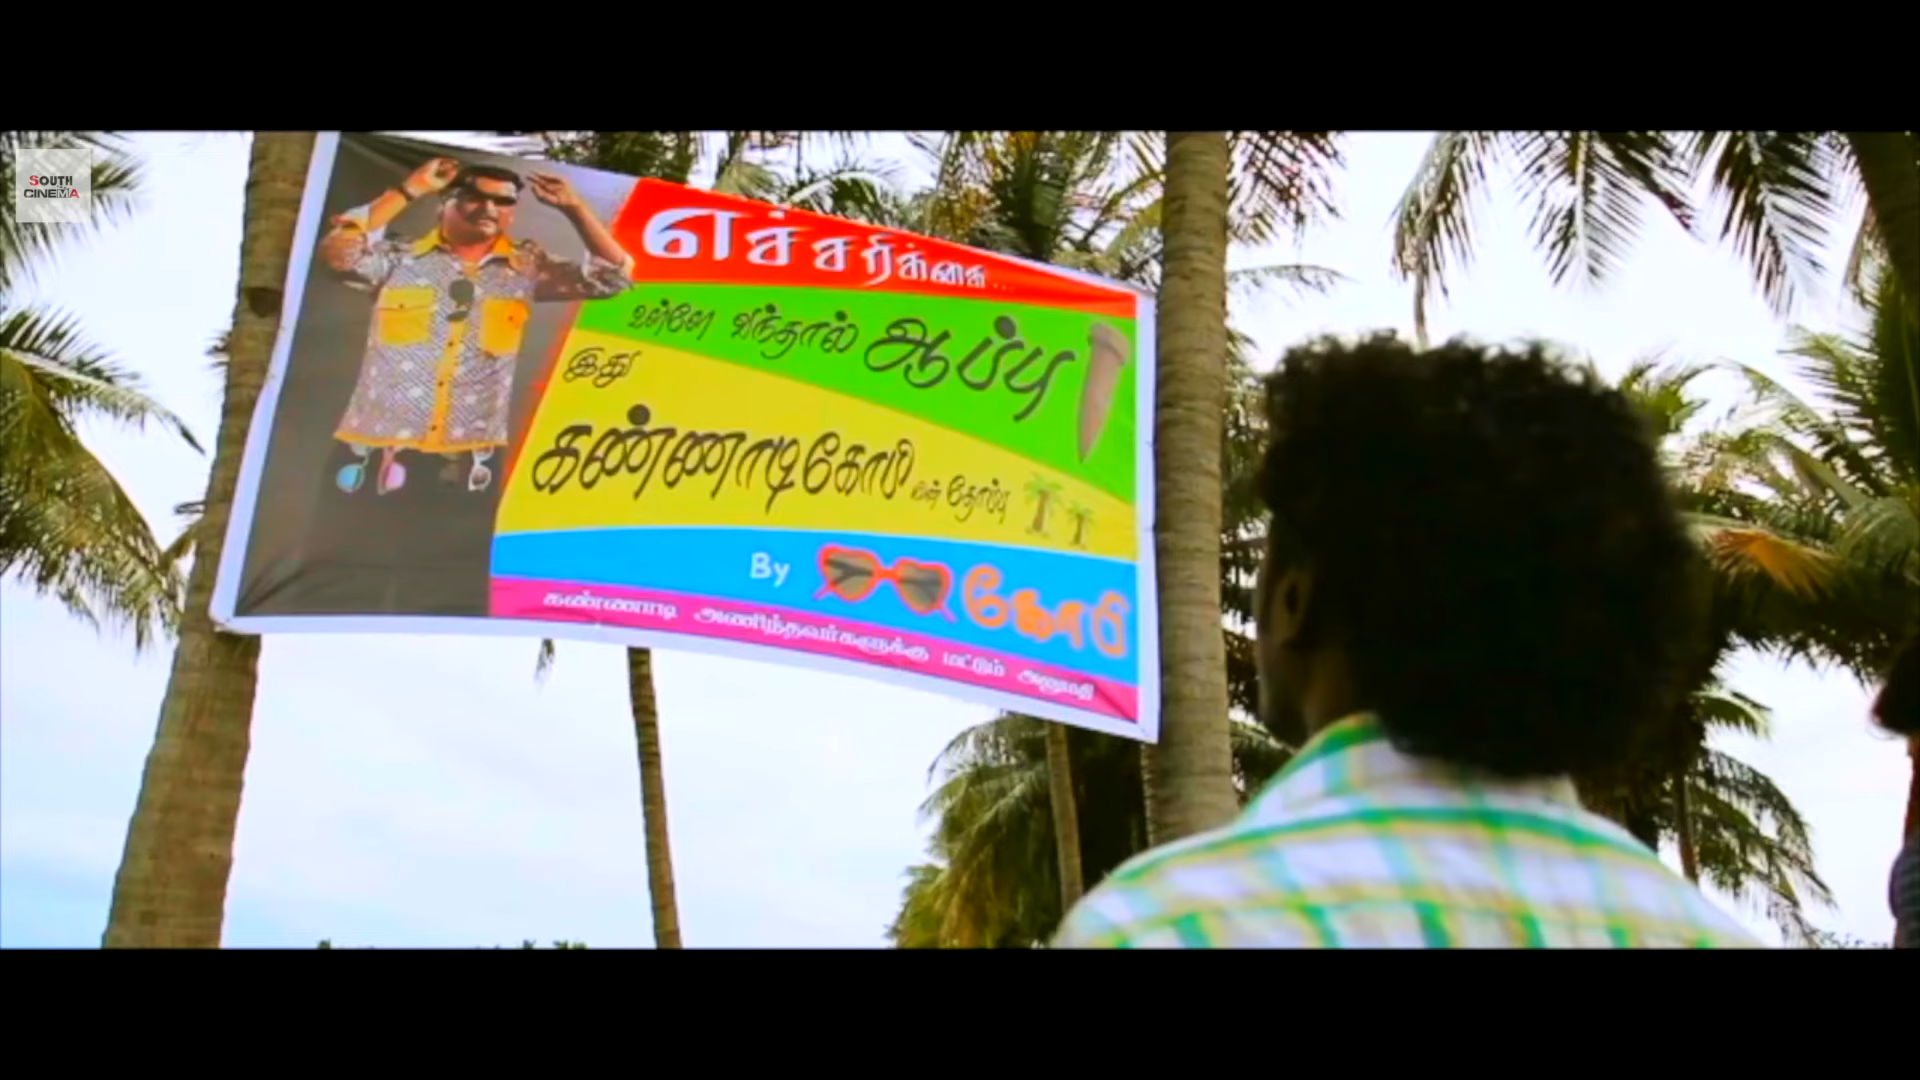 SOUTH
CINEMA
எச்சரிக்கை...
உள்ளே வந்தால் ஆப்பு
இது
கண்ணாடிகோபி யின் தோப்பு
By கோபி
கண்ணாடி அணிந்தவர்களுக்கு மட்டும் அனுமதி